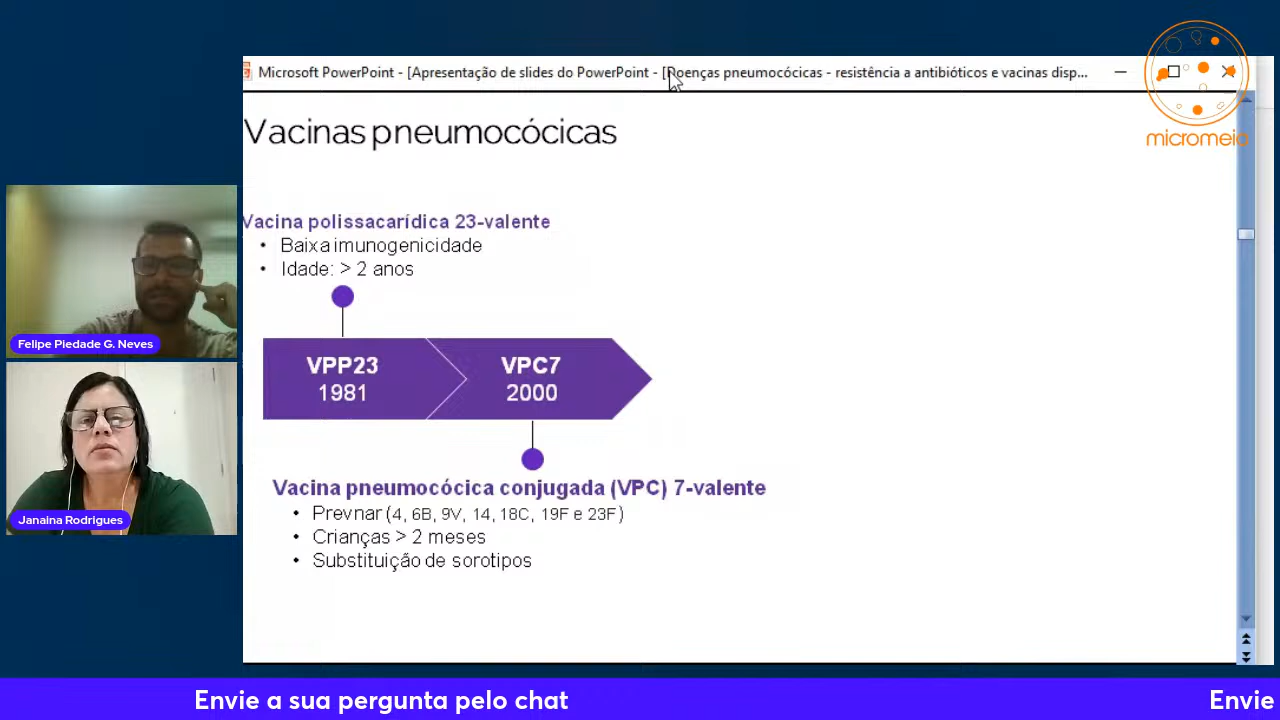 Microsoft PowerPoint - [Apresentação de slides do PowerPoint - [Doenças pneumocócicas - resistência a antibióticos e vacinas disp...
micromeio
Vacinas pneumocócicas
Vacina polissacarídica 23-valente
• Baixa imunogenicidade
• Idade: > 2 anos
VPP23
1981
VPC7
2000
Vacina pneumocócica conjugada (VPC) 7-valente
• Prevnar (4, 6B, 9V, 14, 18C, 19F e 23F)
• Crianças > 2 meses
• Substituição de sorotipos
Felipe Piedade G. Neves
Janaina Rodrigues
Envie a sua pergunta pelo chat
Envie